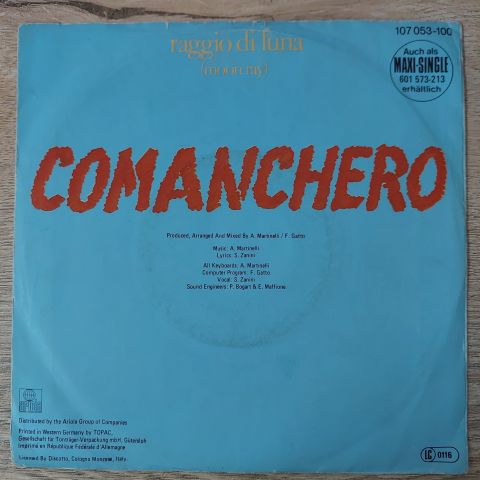 raggio di luna
(moon ray)
107 053-100
Auch als
MAXI-SINGLE
601 573-213
erhältlich
COMANCHERO
Produced, Arranged And Mixed By A. Martinelli / F. Gatto
Music: A. Martinelli
Lyrics: S. Zanini
All Keyboards: A. Martinelli
Computer Program: F. Gatto
Vocal: S. Zanini
Sound Engineers: P. Bogart & E. Maffione
ariola
Distributed by the Ariola Group of Companies
Printed in Western Germany by TOPAC,
Gesellschaft für Tonträger-Verpackung mbH, Gütersloh
Imprimé en République Fédérale d'Allemagne
Licensed By Discotto, Cologno Monzese, Italy.
LC 0116